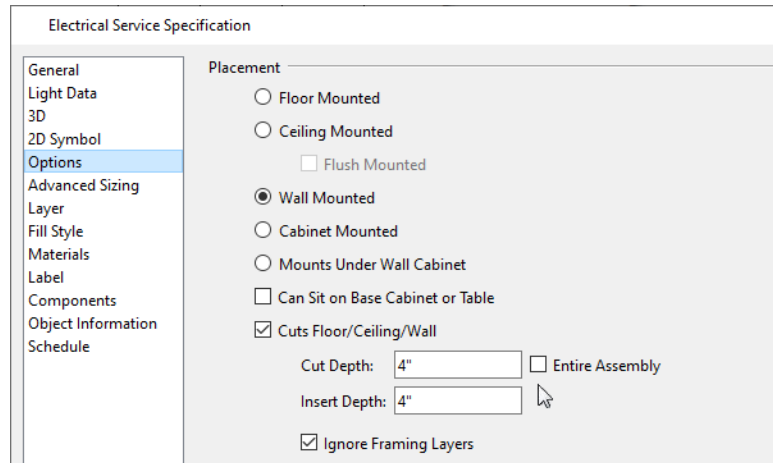 Electrical Service Specification
General
Light Data
3D
2D Symbol
Options
Advanced Sizing
Layer
Fill Style
Materials
Label
Components
Object Information
Schedule
Placement
Floor Mounted
Ceiling Mounted
Flush Mounted
Wall Mounted
Cabinet Mounted
Mounts Under Wall Cabinet
Can Sit on Base Cabinet or Table
Cuts Floor/Ceiling/Wall
Cut Depth: 4" Entire Assembly
Insert Depth: 4"
Ignore Framing Layers